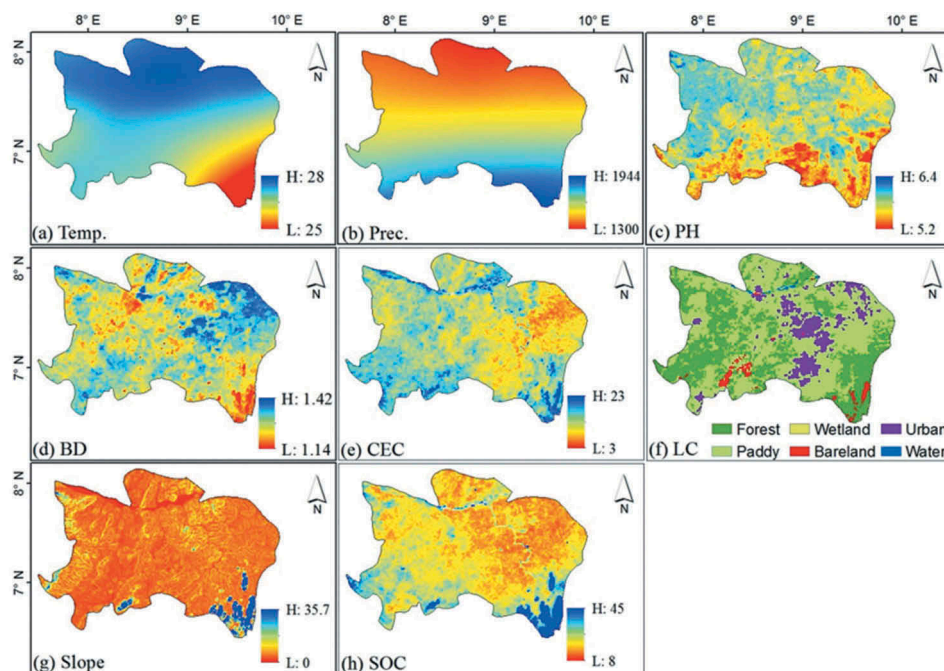 8° E 9° E 10° E 8° E 9° E 10° E 8° E 9° E 10° E
8° N
7° N
N
H: 28
L: 25
(a) Temp.
N
H: 1944
L: 1300
(b) Prec.
N
H: 6.4
L: 5.2
(c) PH
8° N
7° N
N
H: 1.42
L: 1.14
(d) BD
N
H: 23
L: 3
(e) CEC
N
Forest Wetland Urban
Paddy Bareland Water
(f) LC
8° N
7° N
N
H: 35.7
L: 0
(g) Slope
N
H: 45
L: 8
(h) SOC